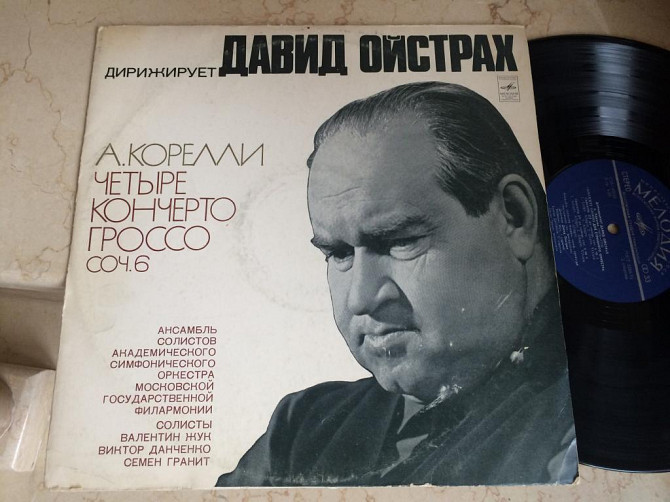 ДИРИЖИРУЕТ ДАВИД ОЙСТРАХ
А.КОРЕЛЛИ
ЧЕТЫРЕ
КОНЧЕРТО
ГРОССО
СОЧ.6
АНСАМБЛЬ
СОЛИСТОВ
АКАДЕМИЧЕСКОГО
СИМФОНИЧЕСКОГО
ОРКЕСТРА
МОСКОВСКОЙ
ГОСУДАРСТВЕННОЙ
ФИЛАРМОНИИ
СОЛИСТЫ
ВАЛЕНТИН ЖУК
ВИКТОР ДАНЧЕНКО
СЕМЕН ГРАНИТ
МЕЛОДИЯ
СТЕРЕО